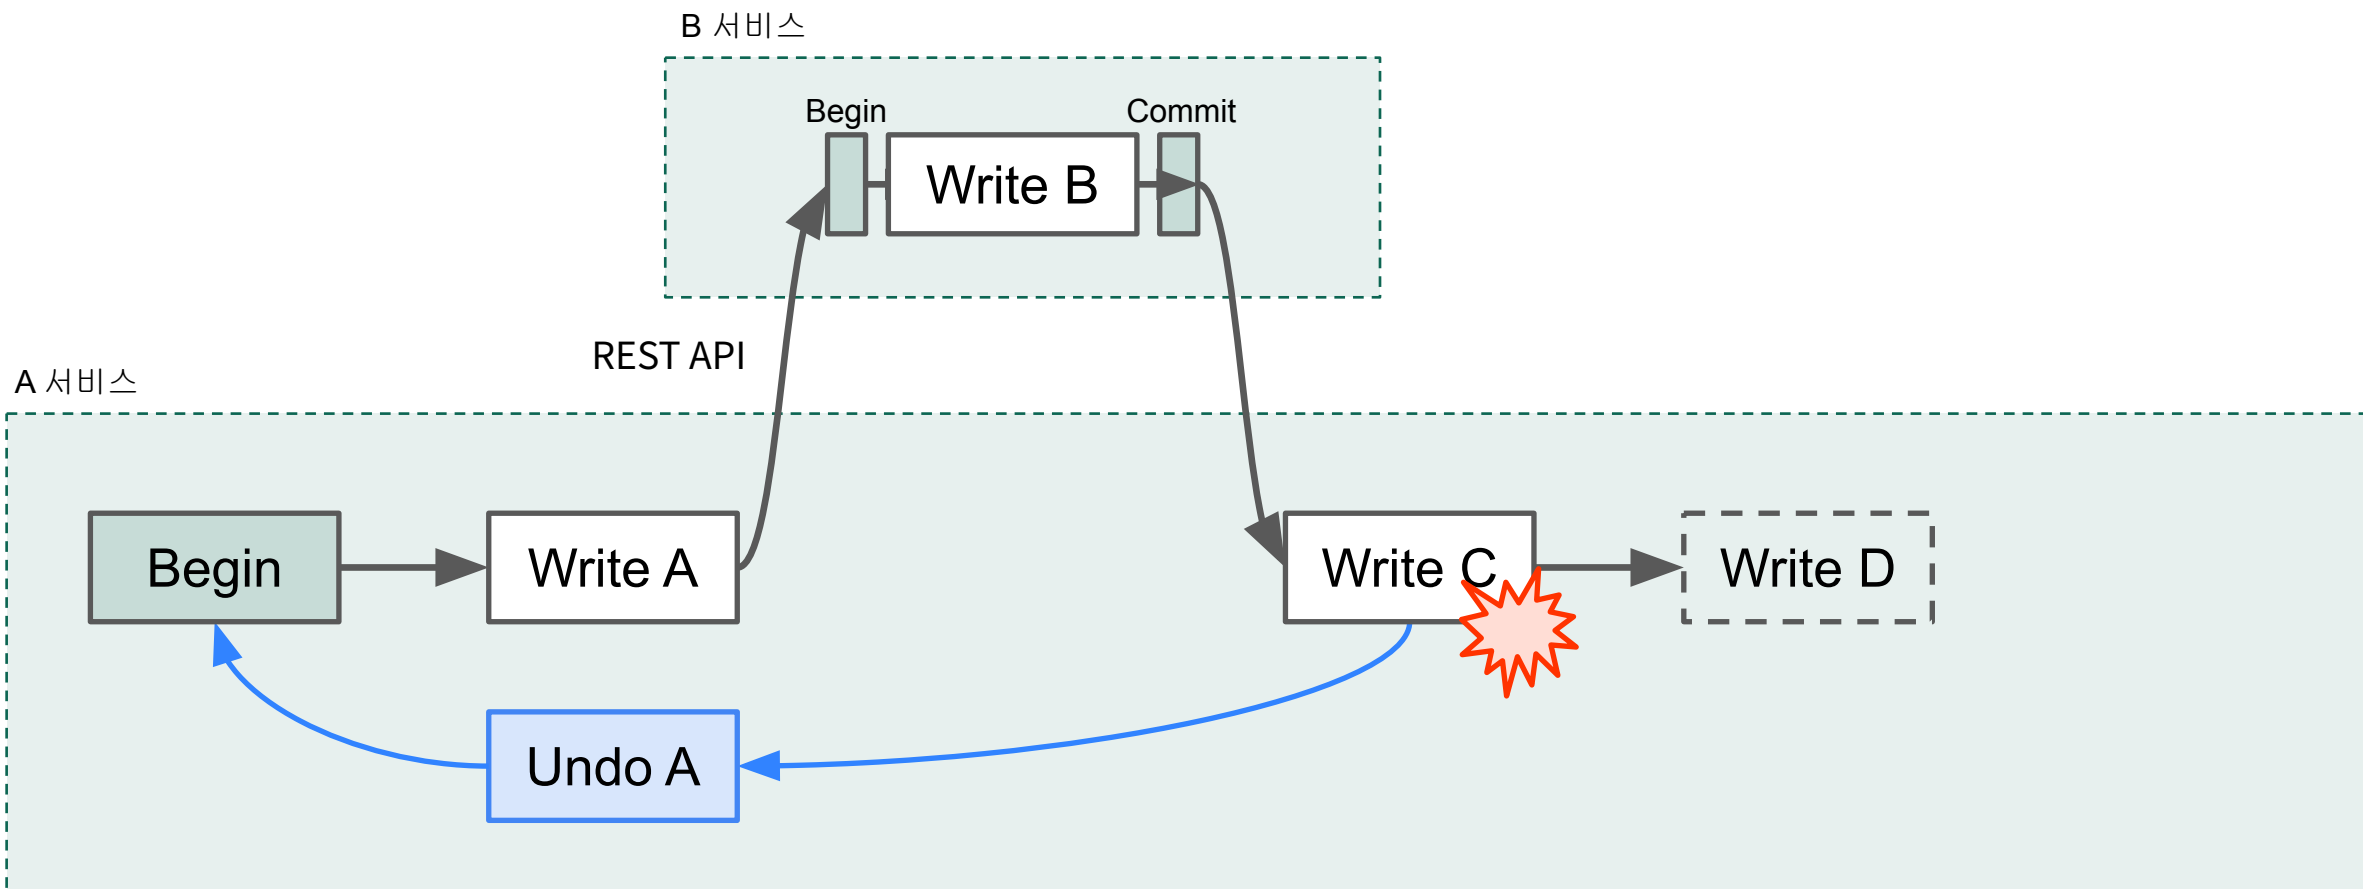 B 서비스
Begin
Commit
Write B
REST API
A 서비스
Begin
Write A
Write C
Write D
Undo A